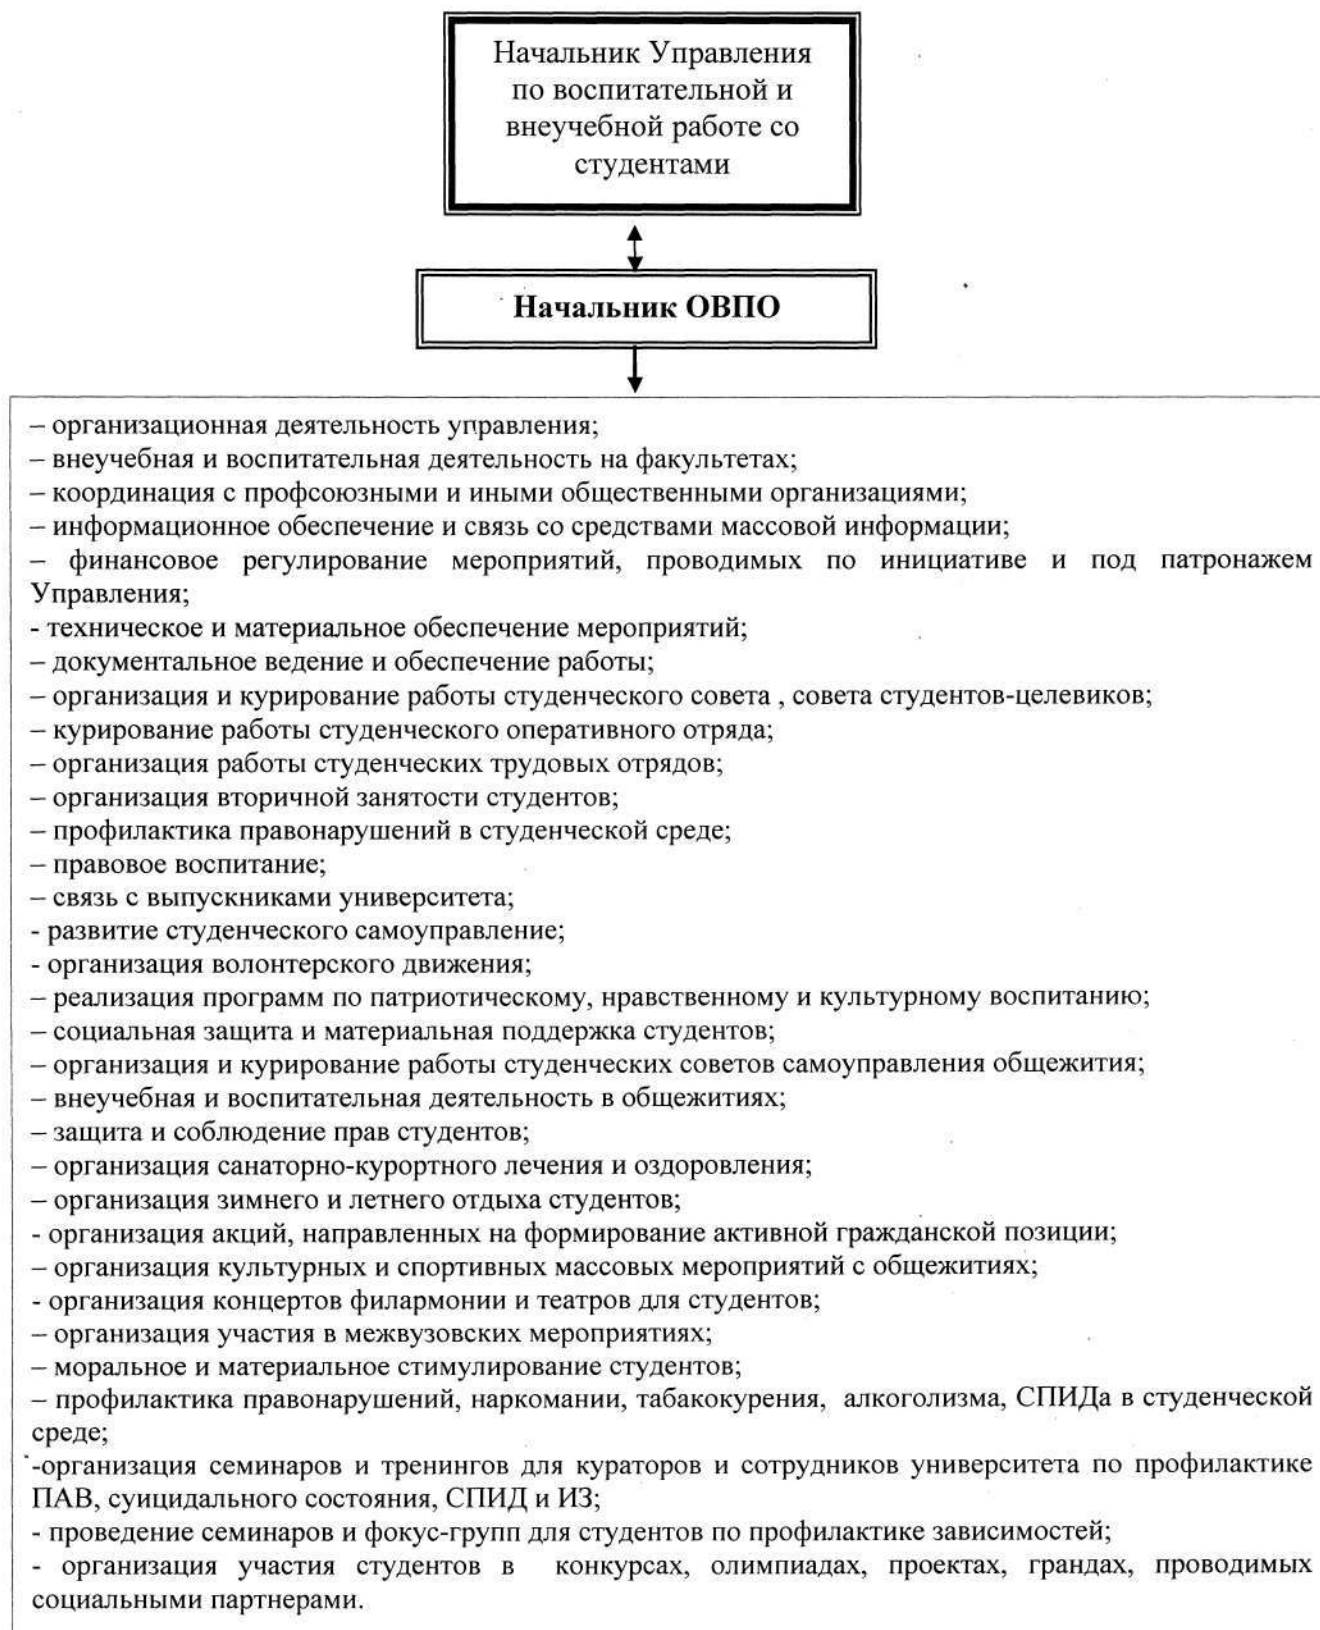 Начальник Управления
по воспитательной и
внеучебной работе со
студентами
Начальник ОВПО
– организационная деятельность управления;
– внеучебная и воспитательная деятельность на факультетах;
– координация с профсоюзными и иными общественными организациями;
– информационное обеспечение и связь со средствами массовой информации;
– финансовое регулирование мероприятий, проводимых по инициативе и под патронажем
Управления;
- техническое и материальное обеспечение мероприятий;
– документальное ведение и обеспечение работы;
– организация и курирование работы студенческого совета , совета студентов-целевиков;
– курирование работы студенческого оперативного отряда;
– организация работы студенческих трудовых отрядов;
– организация вторичной занятости студентов;
– профилактика правонарушений в студенческой среде;
– правовое воспитание;
– связь с выпускниками университета;
- развитие студенческого самоуправление;
- организация волонтерского движения;
– реализация программ по патриотическому, нравственному и культурному воспитанию;
– социальная защита и материальная поддержка студентов;
– организация и курирование работы студенческих советов самоуправления общежития;
– внеучебная и воспитательная деятельность в общежитиях;
– защита и соблюдение прав студентов;
– организация санаторно-курортного лечения и оздоровления;
– организация зимнего и летнего отдыха студентов;
- организация акций, направленных на формирование активной гражданской позиции;
– организация культурных и спортивных массовых мероприятий с общежитиях;
- организация концертов филармонии и театров для студентов;
– организация участия в межвузовских мероприятиях;
– моральное и материальное стимулирование студентов;
– профилактика правонарушений, наркомании, табакокурения, алкоголизма, СПИДа в студенческой
среде;
-организация семинаров и тренингов для кураторов и сотрудников университета по профилактике
ПАВ, суицидального состояния, СПИД и ИЗ;
- проведение семинаров и фокус-групп для студентов по профилактике зависимостей;
- организация участия студентов в конкурсах, олимпиадах, проектах, грандах, проводимых
социальными партнерами.